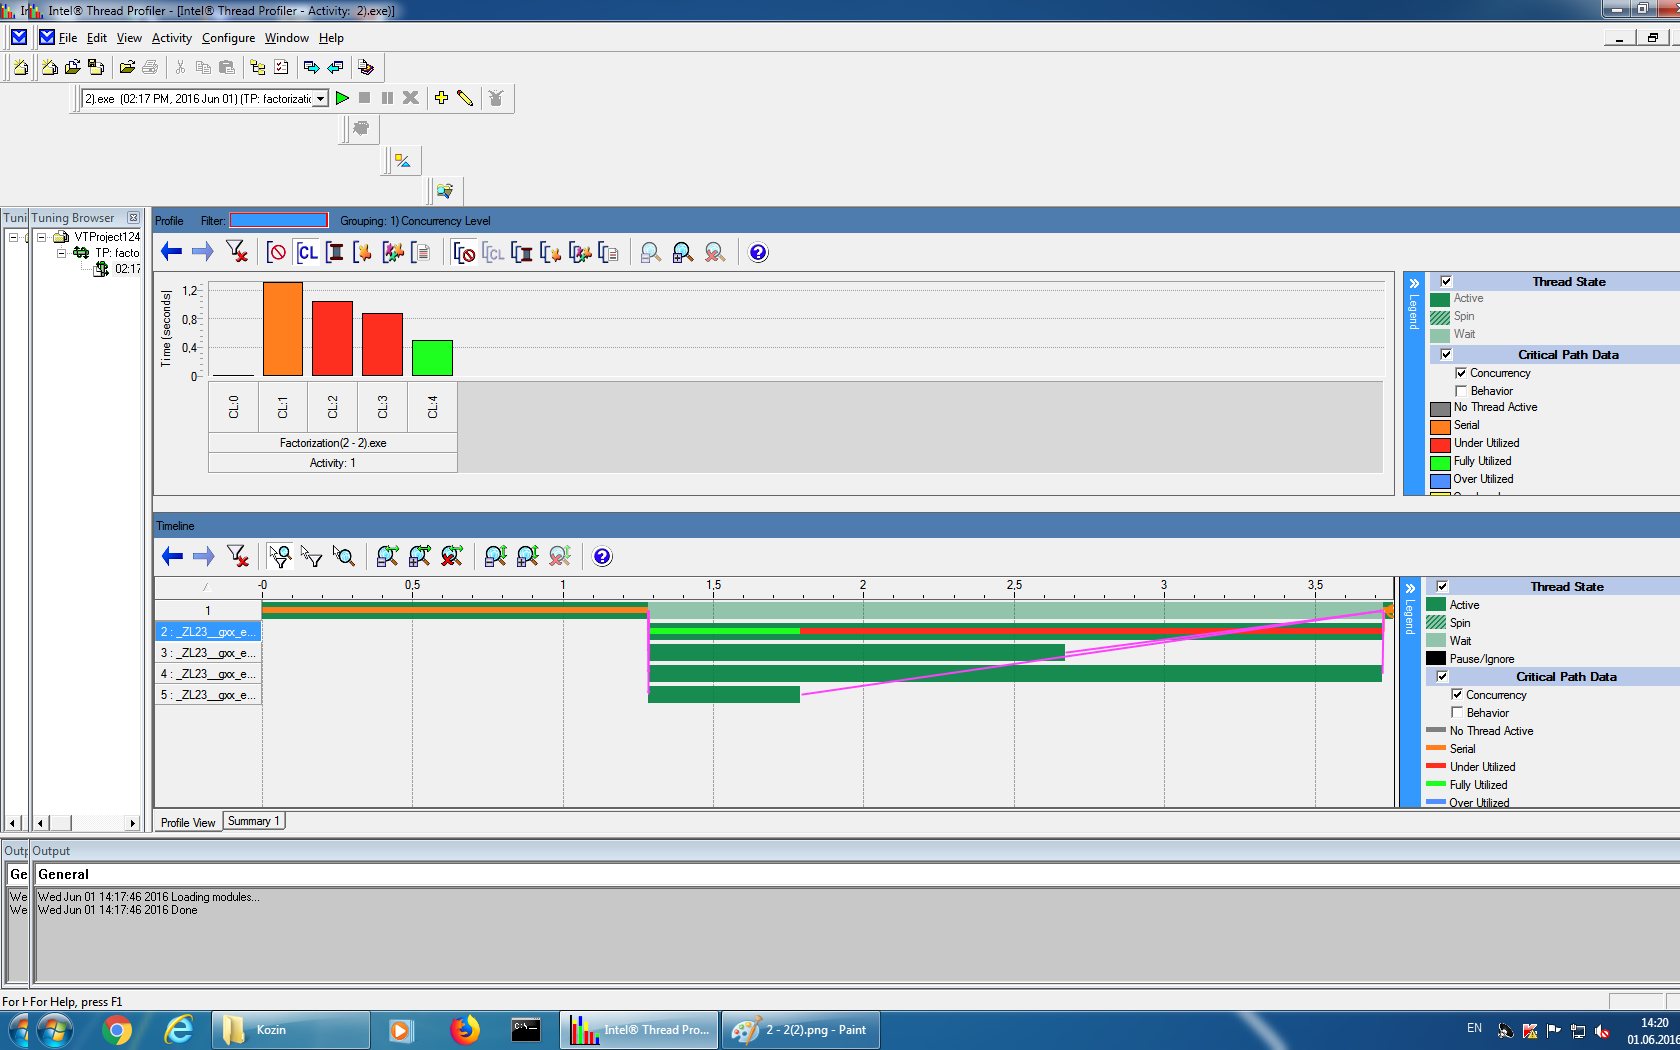 Intel® Thread Profiler - [Intel® Thread Profiler - Activity: 2).exe)]
File Edit View Activity Configure Window Help
2).exe (02:17 PM, 2016 Jun 01) (TP: factorizatio
Tuni Tuning Browser
VTProject124
TP: facto
02:17
Profile Filter: Grouping: 1) Concurrency Level
CL CL
Time (seconds)
1,2
0,8
0,4
0
CL:0 CL:1 CL:2 CL:3 CL:4
Factorization(2 - 2).exe
Activity: 1
Legend
Thread State
Active
Spin
Wait
Critical Path Data
Concurrency
Behavior
No Thread Active
Serial
Under Utilized
Fully Utilized
Over Utilized
Timeline
-0 0,5 1 1,5 2 2,5 3 3,5
1
2 : _ZL23__gxx_e...
3 : _ZL23__gxx_e...
4 : _ZL23__gxx_e...
5 : _ZL23__gxx_e...
Legend
Thread State
Active
Spin
Wait
Pause/Ignore
Critical Path Data
Concurrency
Behavior
No Thread Active
Serial
Under Utilized
Fully Utilized
Over Utilized
Profile View Summary 1
Outp Output
Ge General
We Wed Jun 01 14:17:46 2016 Loading modules...
We Wed Jun 01 14:17:46 2016 Done
For H For Help, press F1
Kozin
C:\
Intel® Thread Pro...
2 - 2(2).png - Paint
EN
14:20
01.06.2016